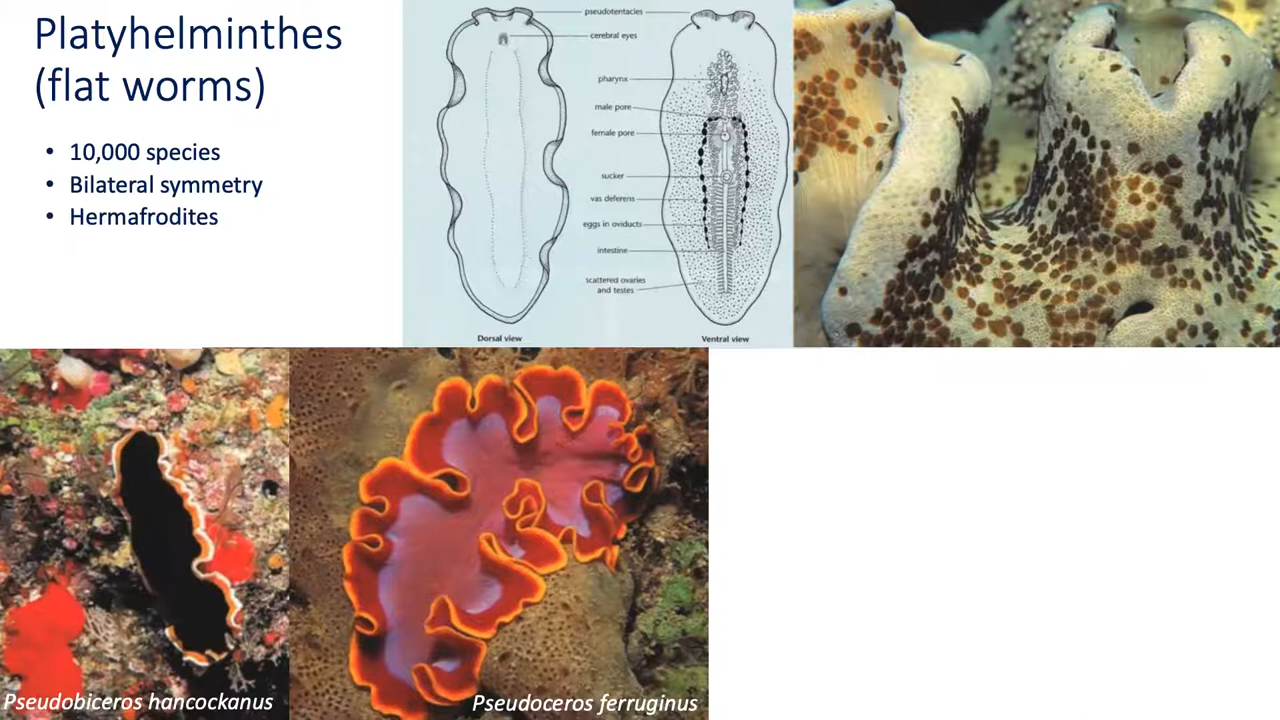 Platyhelminthes
(flat worms)
• 10,000 species
• Bilateral symmetry
• Hermafrodites
pseudotentacles
cerebral eyes
pharynx
male pore
female pore
sucker
vas deferens
eggs in oviducts
intestine
scattered ovaries
and testes
Dorsal view
Ventral view
Pseudobiceros hancockanus
Pseudoceros ferruginus